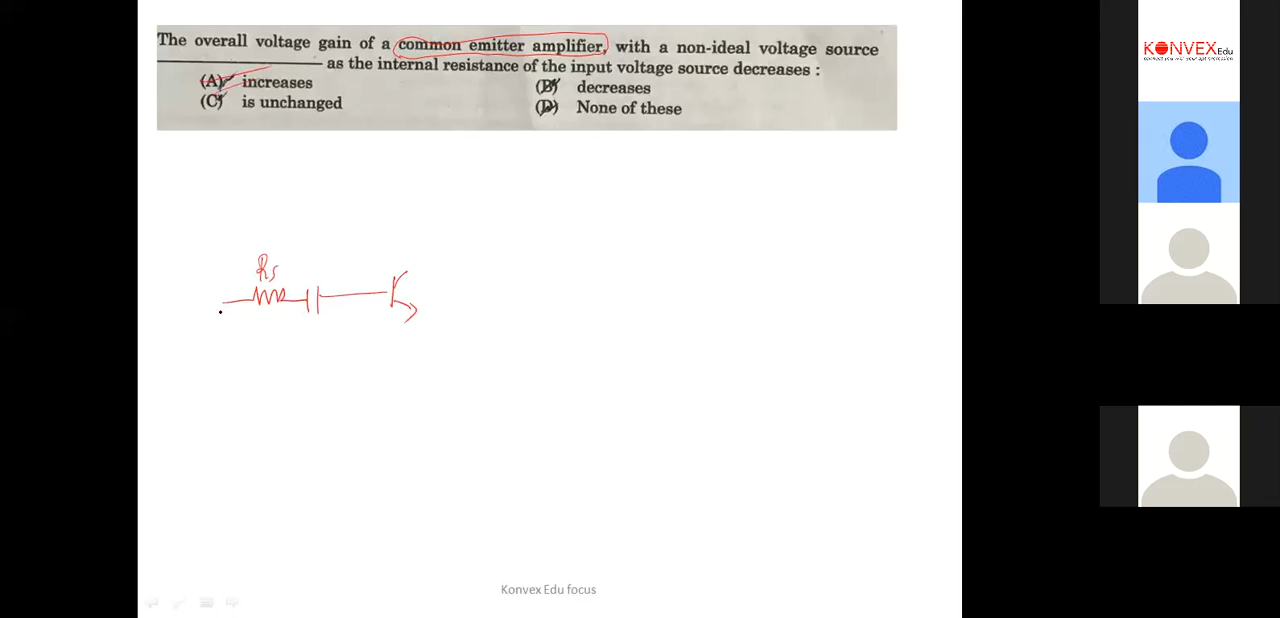 The overall voltage gain of a common emitter amplifier, with a non-ideal voltage source
____________ as the internal resistance of the input voltage source decreases :
(A) increases
(B) decreases
(C) is unchanged
(D) None of these
Rs
Konvex Edu focus
KONVEX Edu